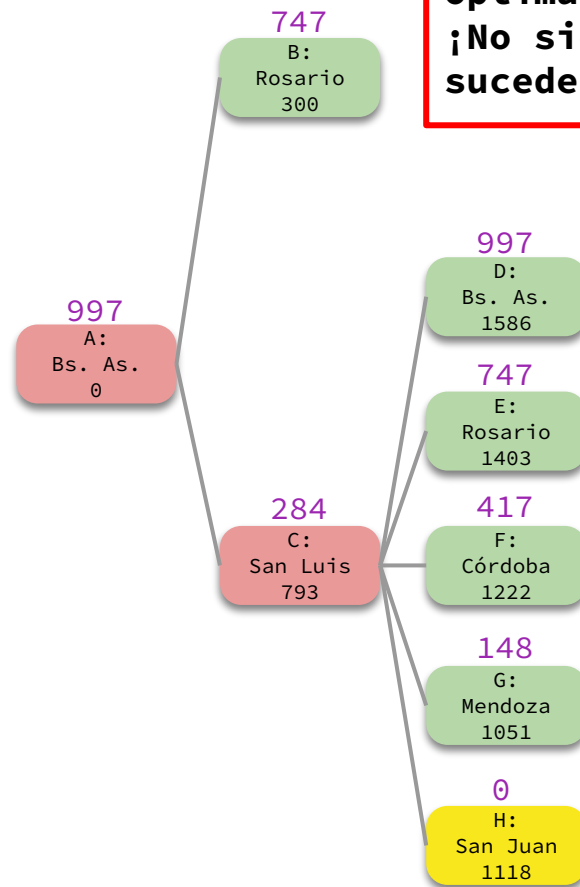 ¡No si
sucede
747
B:
Rosario
300
997
A:
Bs. As.
0
284
C:
San Luis
793
997
D:
Bs. As.
1586
747
E:
Rosario
1403
417
F:
Córdoba
1222
148
G:
Mendoza
1051
0
H:
San Juan
1118